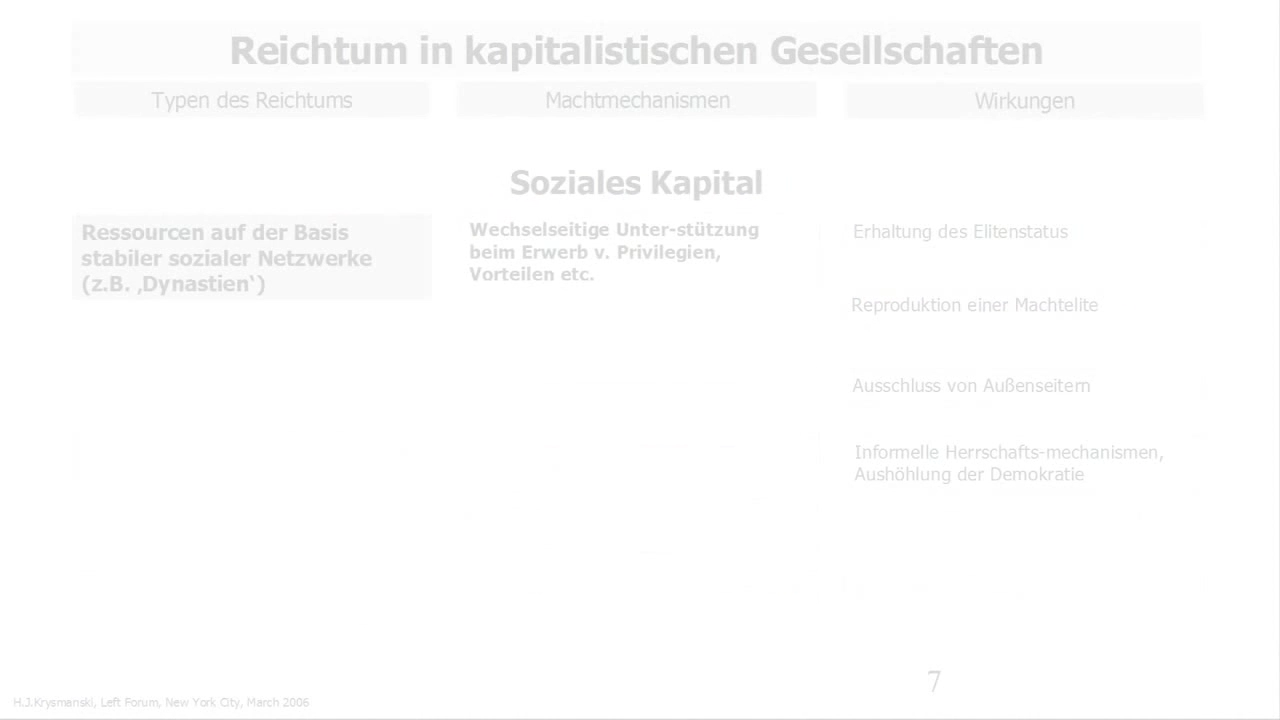 Reichtum in kapitalistischen Gesellschaften
Typen des Reichtums
Machtmechanismen
Wirkungen
Soziales Kapital
Ressourcen auf der Basis
stabiler sozialer Netzwerke
(z.B. ‚Dynastien‘)
Wechselseitige Unter-stützung
beim Erwerb v. Privilegien,
Vorteilen etc.
Erhaltung des Elitenstatus
Reproduktion einer Machtelite
Ausschluss von Außenseitern
Informelle Herrschafts-mechanismen,
Aushöhlung der Demokratie
7
H.J.Krysmanski, Left Forum, New York City, March 2006